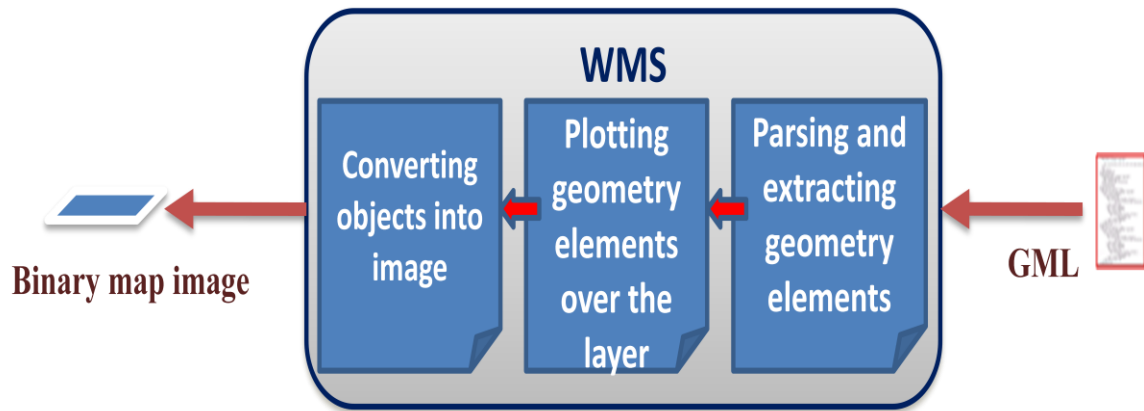 WMS
Converting
objects into
image
Plotting
geometry
elements
over the
layer
Parsing and
extracting
geometry
elements
Binary map image
GML